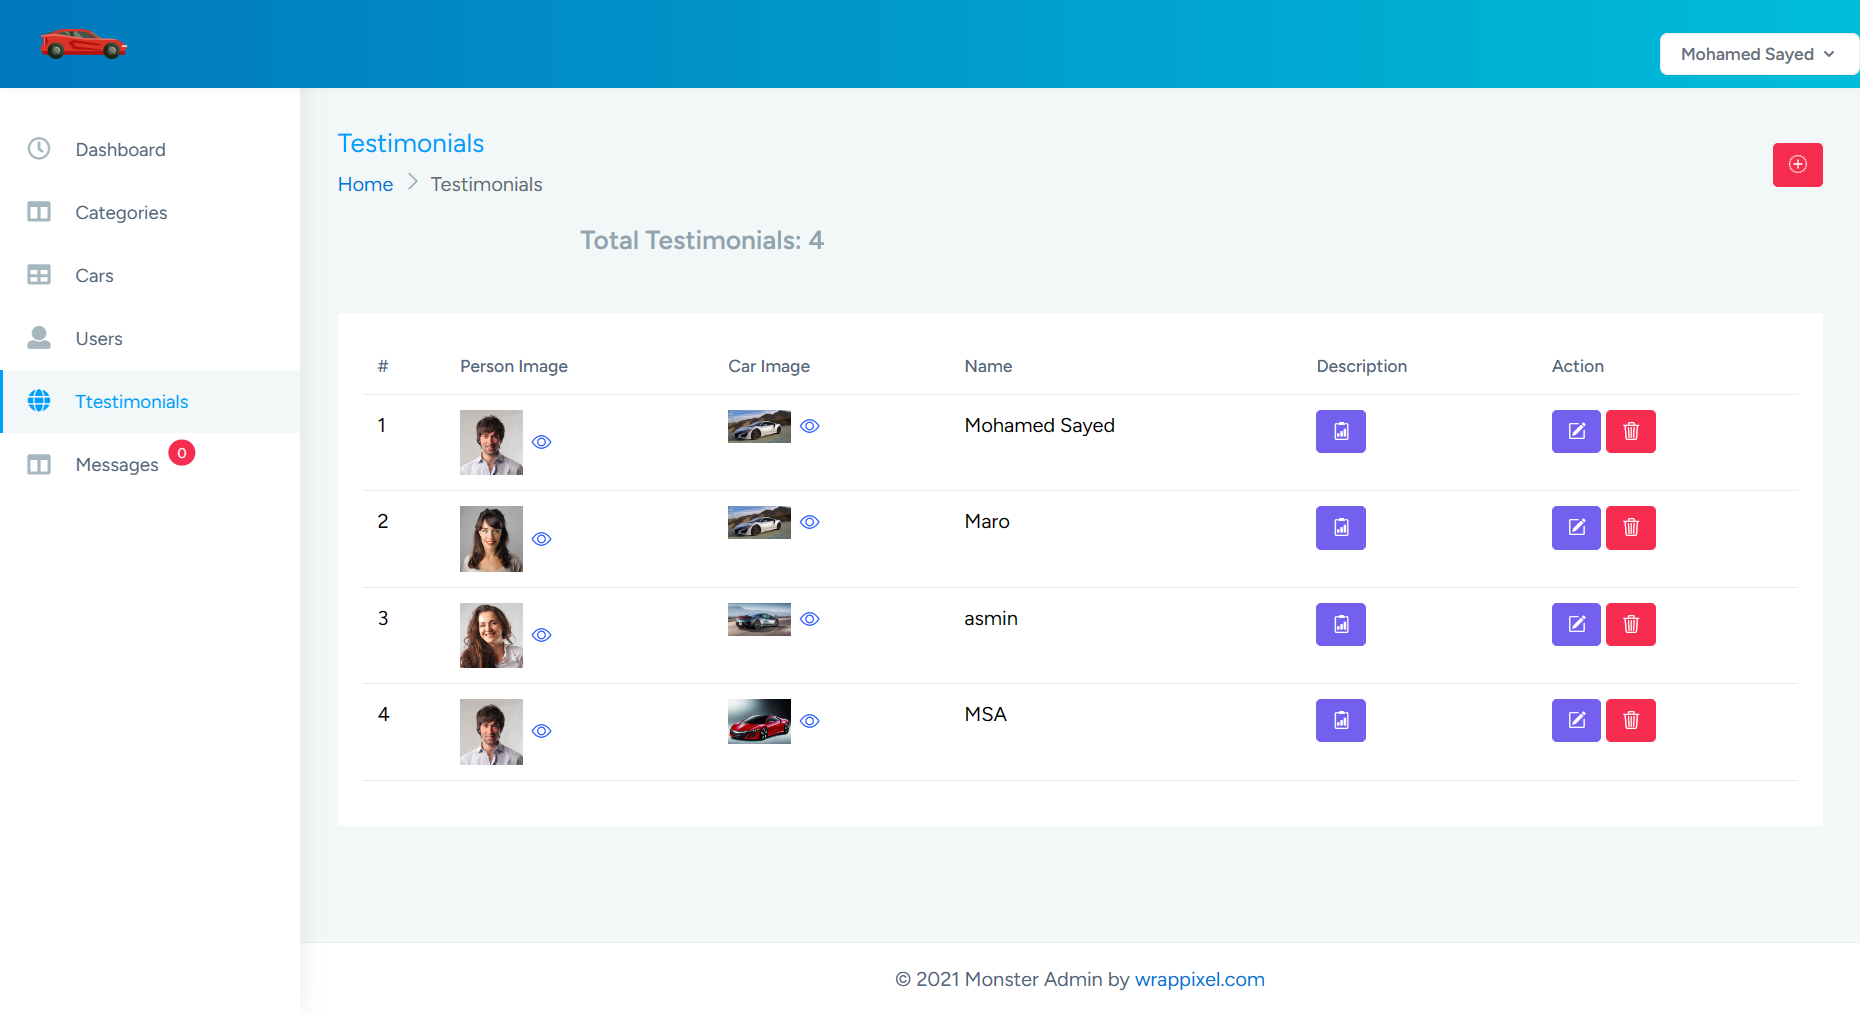 Mohamed Sayed
Dashboard
Categories
Cars
Users
Ttestimonials
Messages 0
Testimonials
Home Testimonials
Total Testimonials: 4
# Person Image Car Image Name Description Action
1 Mohamed Sayed
2 Maro
3 asmin
4 MSA
© 2021 Monster Admin by wrappixel.com